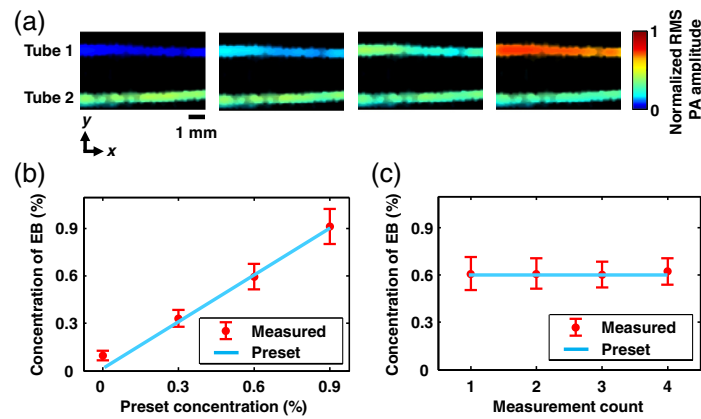 (a)
Tube 1
Tube 2
y
x
1 mm
1
0
Normalized RMS
PA amplitude
(b)
Concentration of EB (%)
0.9
0.6
0.3
0
Measured
Preset
0 0.3 0.6 0.9
Preset concentration (%)
(c)
Concentration of EB (%)
0.9
0.6
0.3
0
Measured
Preset
1 2 3 4
Measurement count